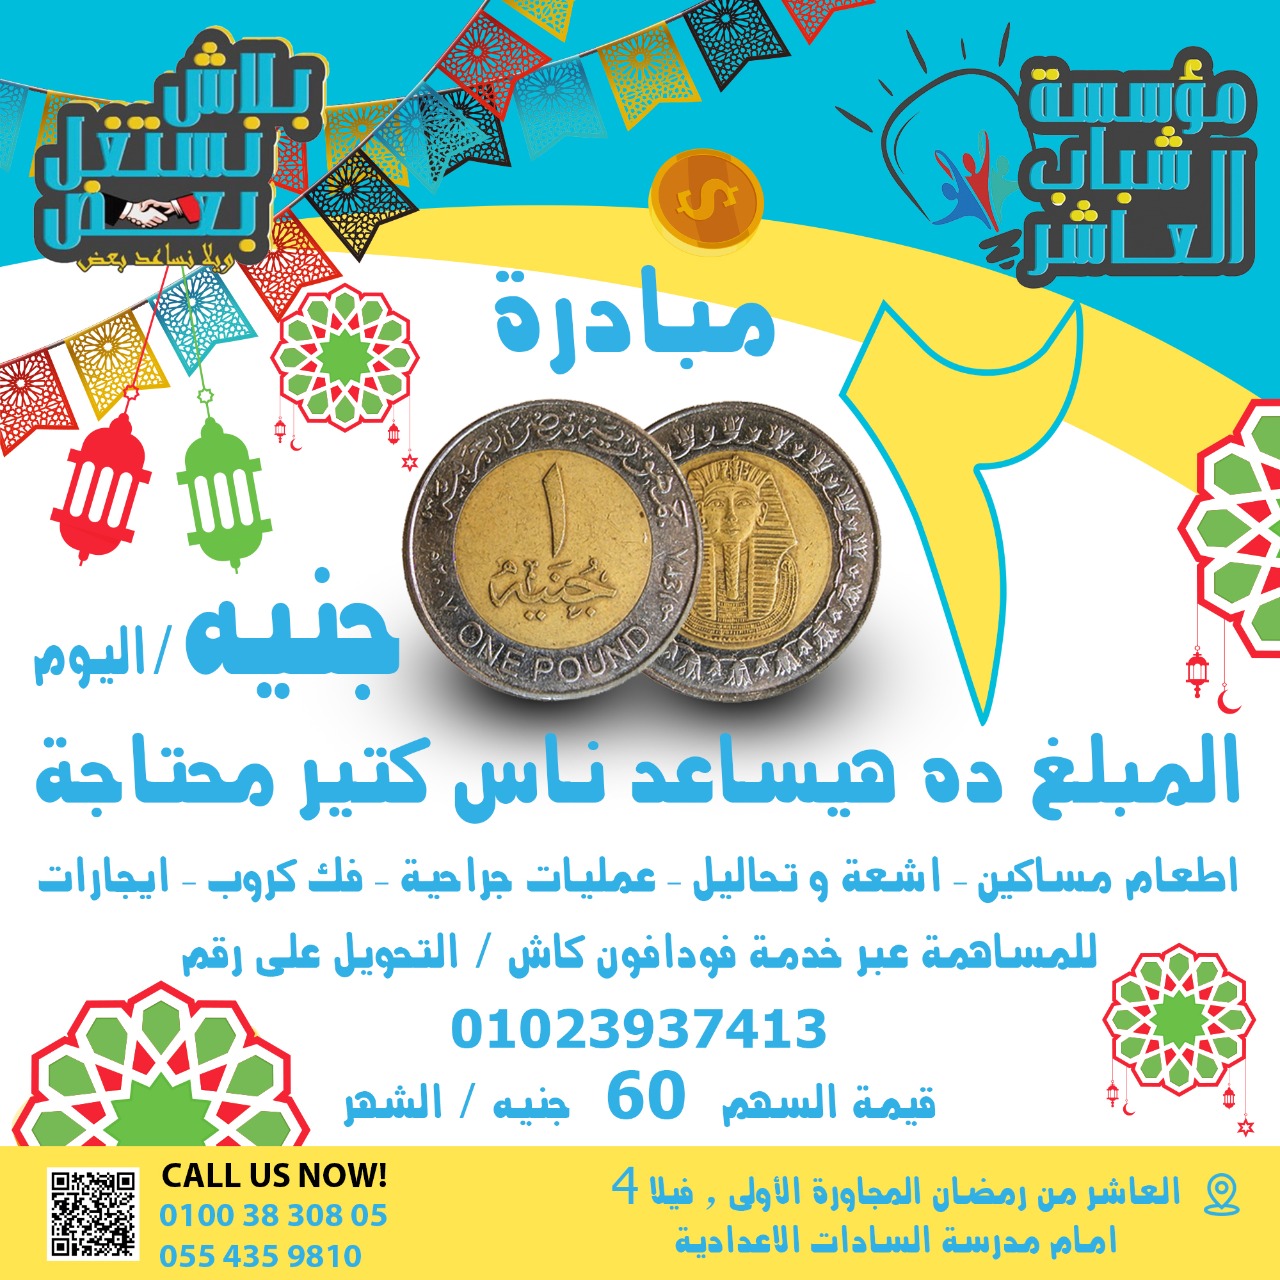 بلاش
نستغل
بعض
ويلا نساعد بعض
مؤسسة
شباب
العاشر
$
مبادرة
٢
جنيه / اليوم
١
جنيه
ONE POUND
المبلغ ده هيساعد ناس كتير محتاجة
اطعام مساكين - اشعة و تحاليل - عمليات جراحية - فك كروب - ايجارات
للمساهمة عبر خدمة فودافون كاش / التحويل على رقم
01023937413
قيمة السهم 60 جنيه / الشهر
CALL US NOW!
0100 38 308 05
055 435 9810
العاشر من رمضان المجاورة الأولى , فيلا 4
امام مدرسة السادات الاعدادية